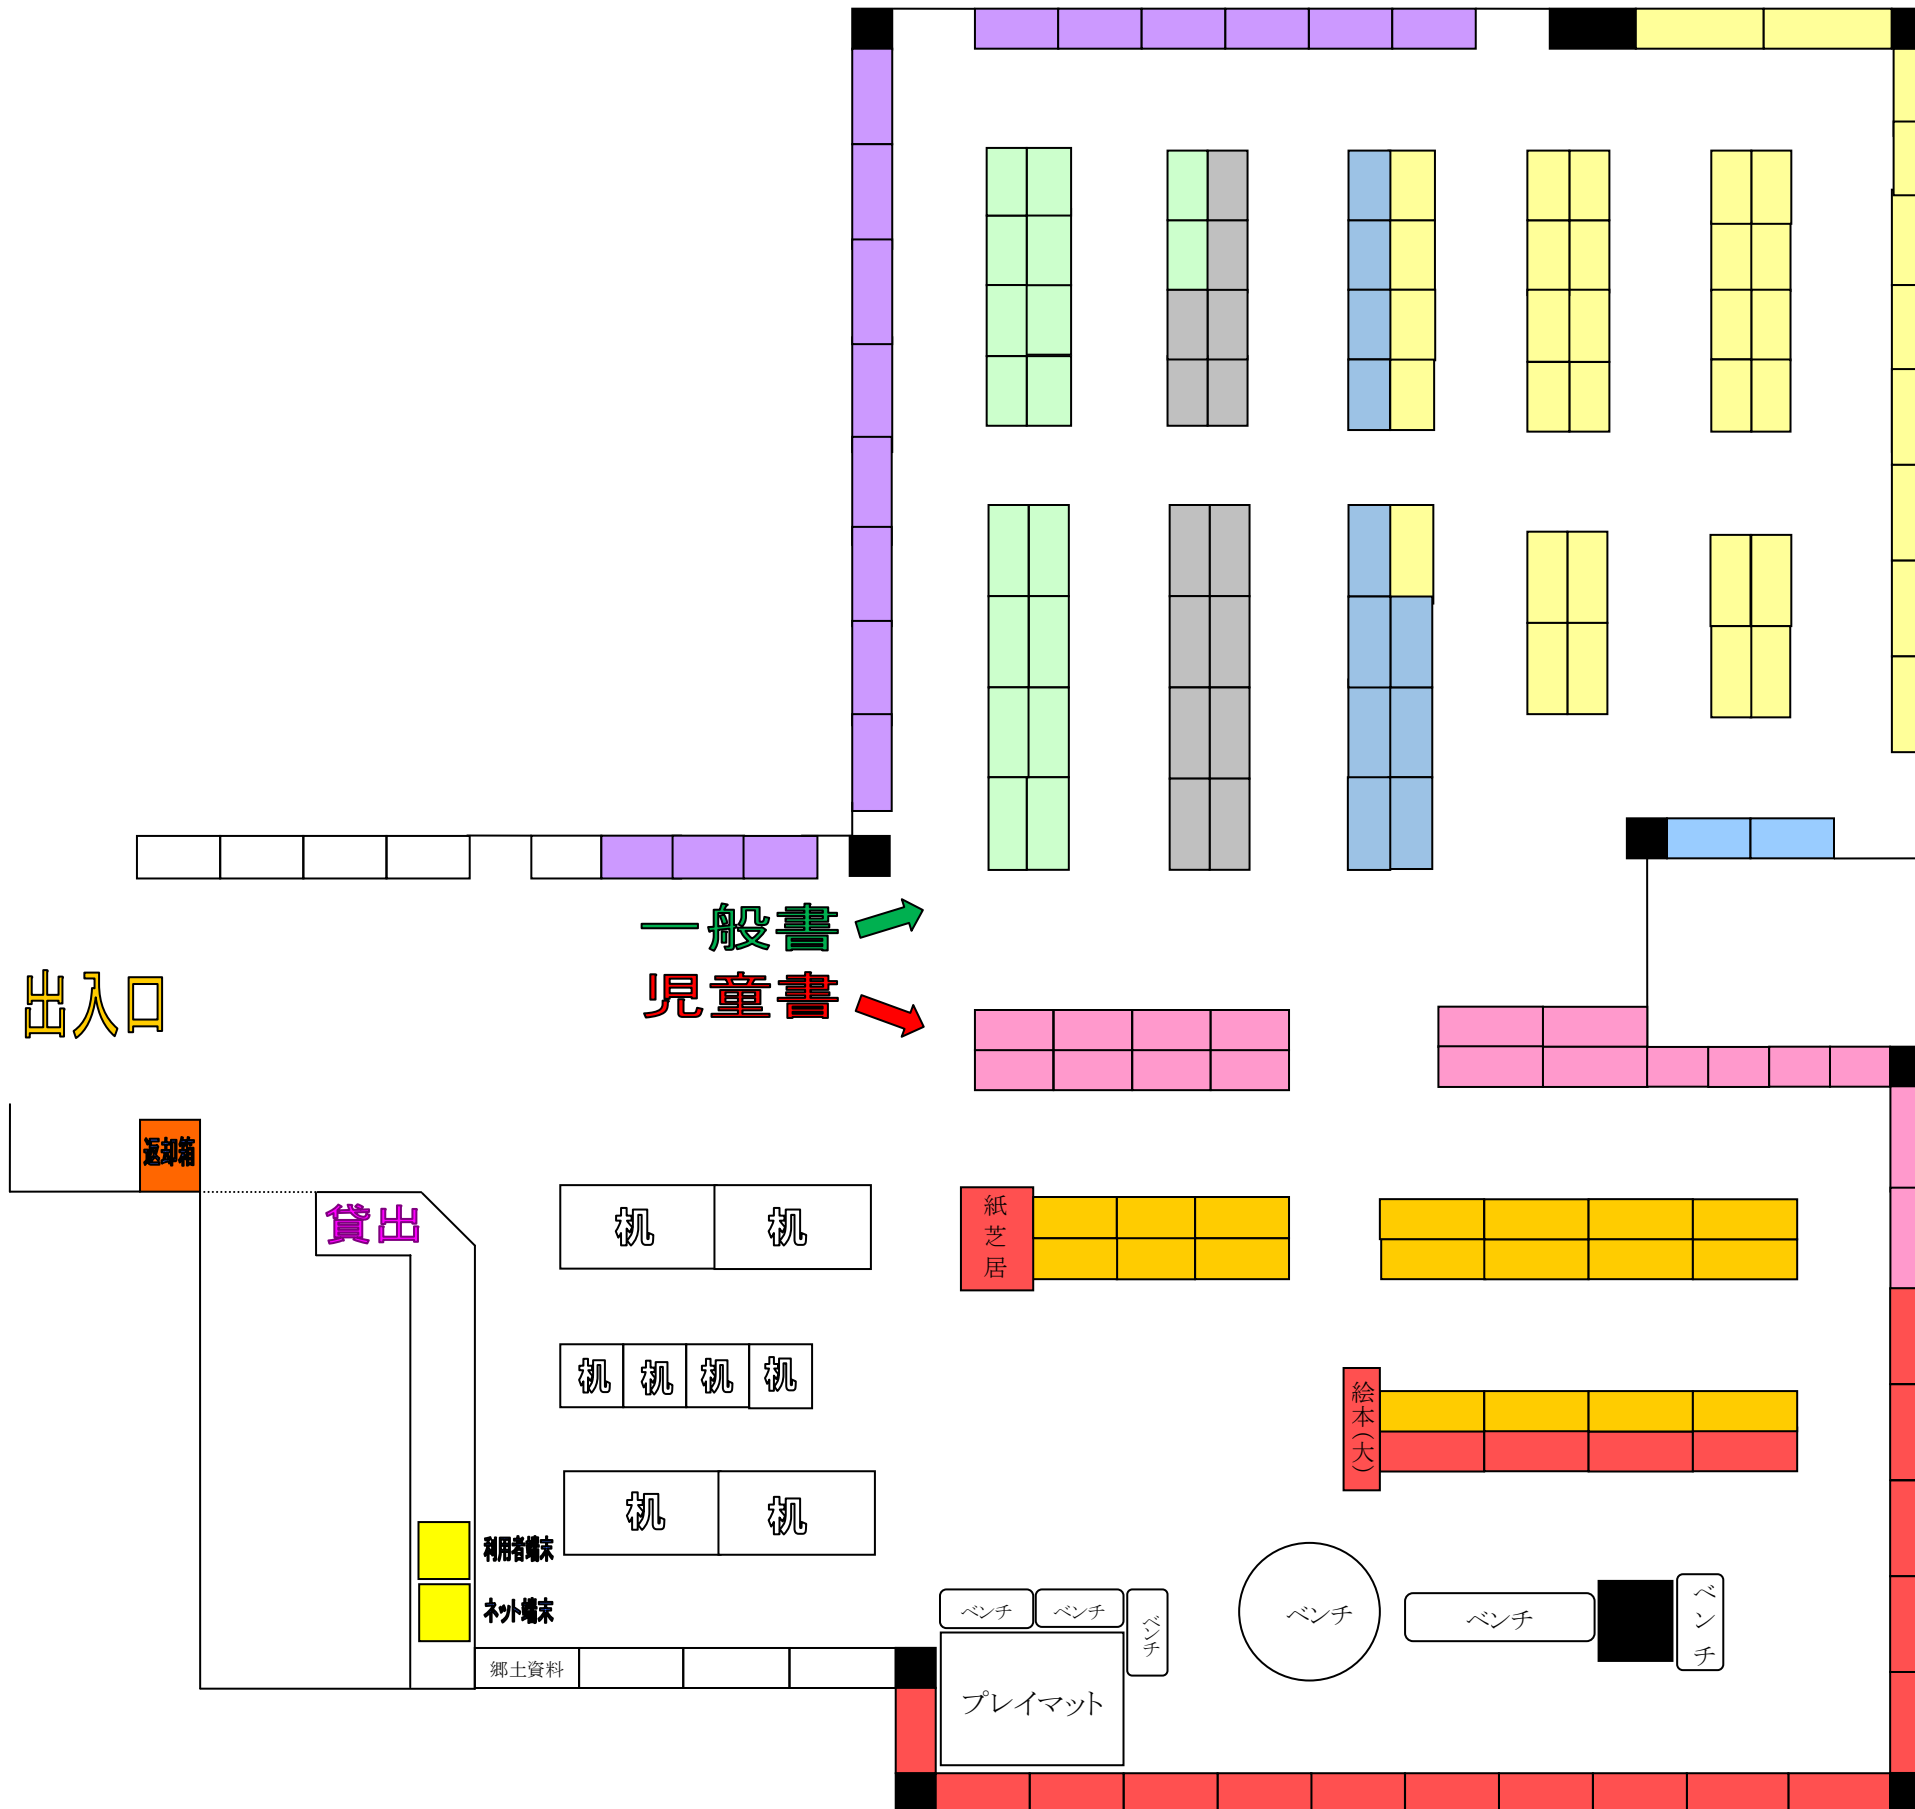 一般書
児童書
出入口
返却箱
貸出
机
机
紙芝居
机
机
机
机
絵本(大)
机
机
利用者端末
ネット端末
ベンチ
ベンチ
ベンチ
ベンチ
ベンチ
ベンチ
郷土資料
プレイマット